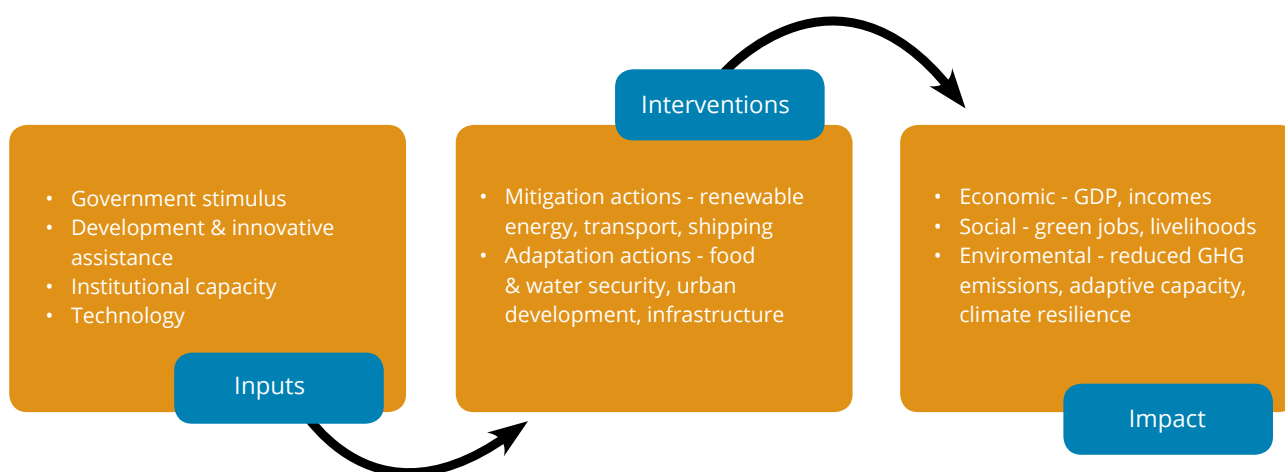 • Government stimulus
• Development & innovative
assistance
• Institutional capacity
• Technology
Inputs
Interventions
• Mitigation actions - renewable
energy, transport, shipping
• Adaptation actions - food
& water security, urban
development, infrastructure
• Economic - GDP, incomes
• Social - green jobs, livelihoods
• Enviromental - reduced GHG
emissions, adaptive capacity,
climate resilience
Impact